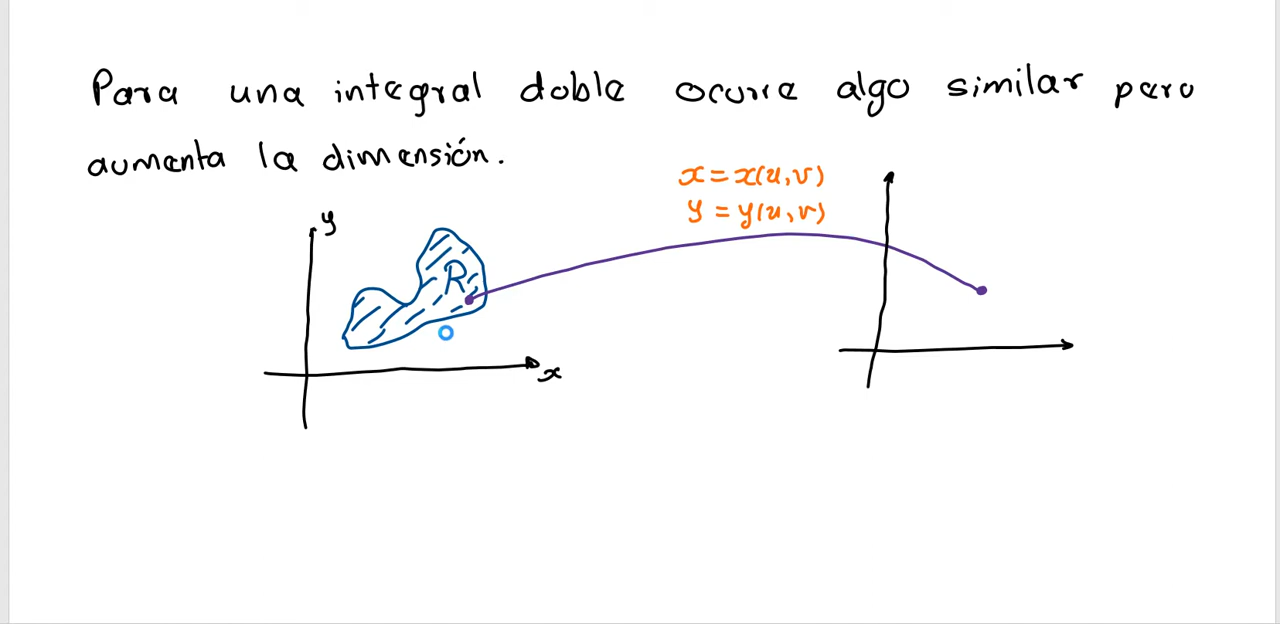 Para una integral doble ocurre algo similar pero
aumenta la dimensión.
x = x(u,v)
y = y(u,v)
y
R
x